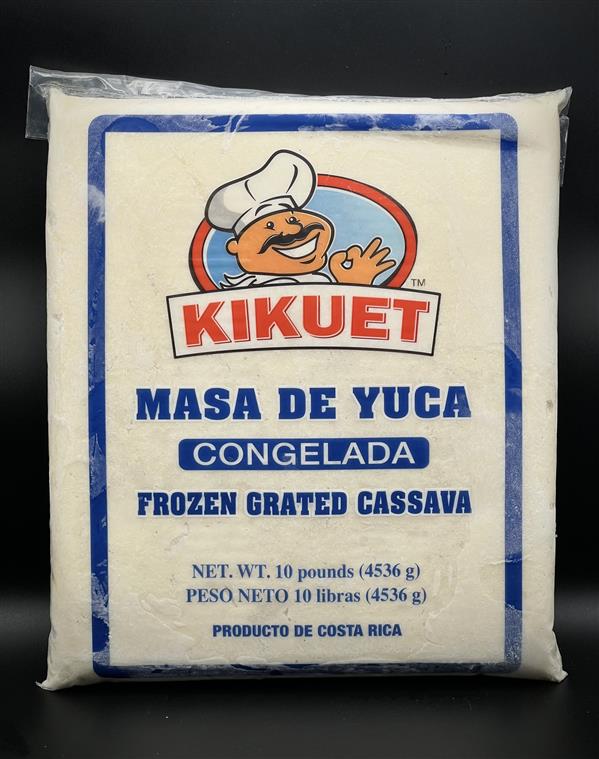 TM
KIKUET
MASA DE YUCA
CONGELADA
FROZEN GRATED CASSAVA
NET. WT. 10 pounds (4536 g)
PESO NETO 10 libras (4536 g)
PRODUCTO DE COSTA RICA